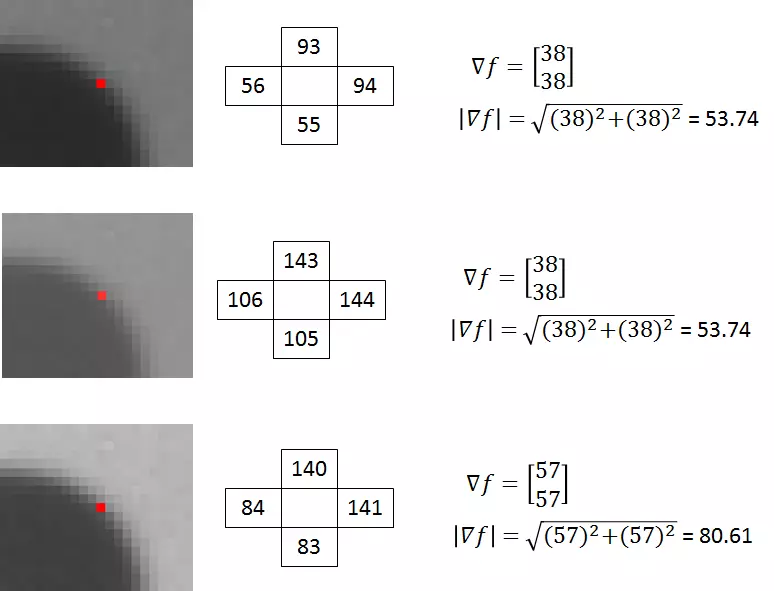 93
56 94
55
∇f = [38 38]
|∇f| = √(38)²+(38)² = 53.74
143
106 144
105
∇f = [38 38]
|∇f| = √(38)²+(38)² = 53.74
140
84 141
83
∇f = [57 57]
|∇f| = √(57)²+(57)² = 80.61